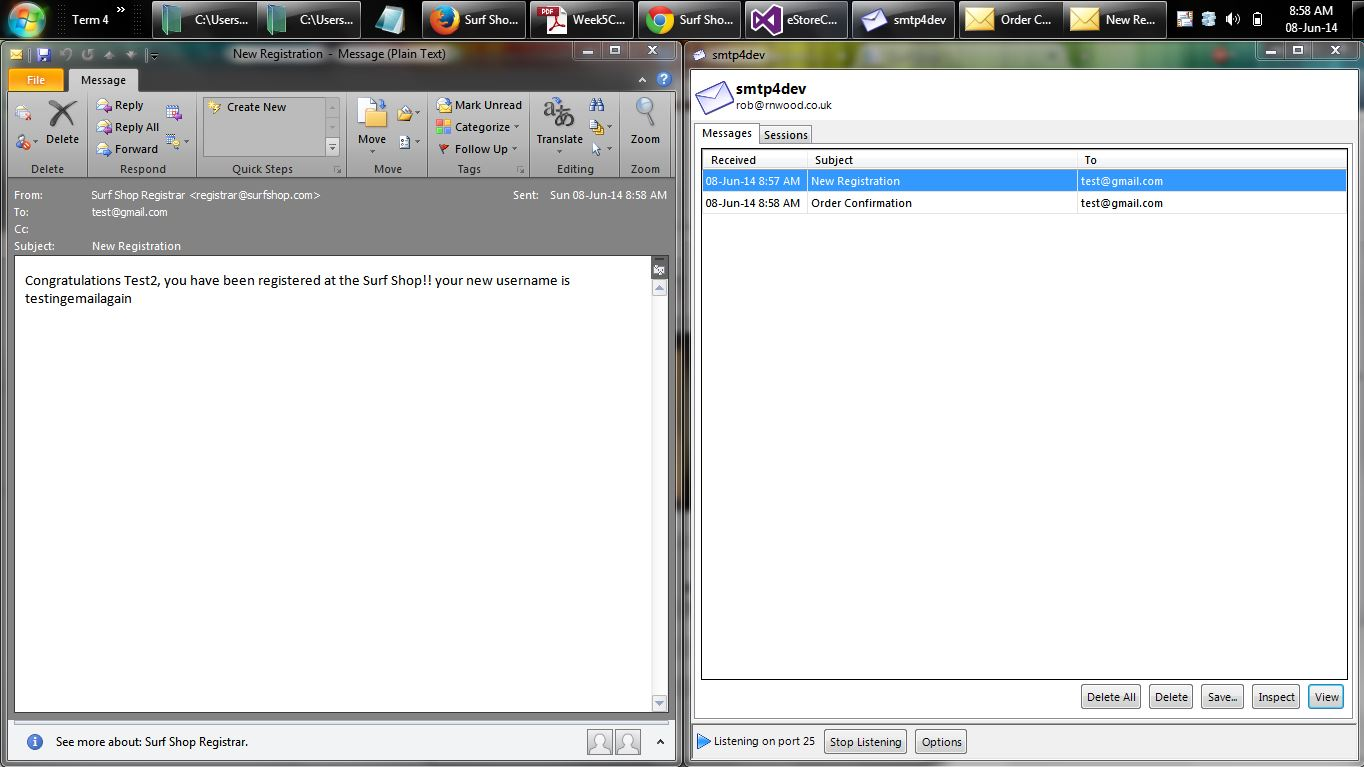 Term 4 » C:\Users... C:\Users... Surf Sho... Week5C... Surf Sho... eStoreC... smtp4dev Order C... New Re... 8:58 AM
08-Jun-14
New Registration - Message (Plain Text)
File Message
Delete
Reply
Reply All
Forward
Create New
Move
Mark Unread
Categorize
Follow Up
Translate
Zoom
Delete Respond Quick Steps Move Tags Editing Zoom
From: Surf Shop Registrar <registrar@surfshop.com> Sent: Sun 08-Jun-14 8:58 AM
To: test@gmail.com
Cc:
Subject: New Registration
Congratulations Test2, you have been registered at the Surf Shop!! your new username is
testingemailagain
See more about: Surf Shop Registrar.
smtp4dev
smtp4dev
rob@rnwood.co.uk
Messages Sessions
Received Subject To
08-Jun-14 8:57 AM New Registration test@gmail.com
08-Jun-14 8:58 AM Order Confirmation test@gmail.com
Delete All Delete Save... Inspect View
Listening on port 25 Stop Listening Options